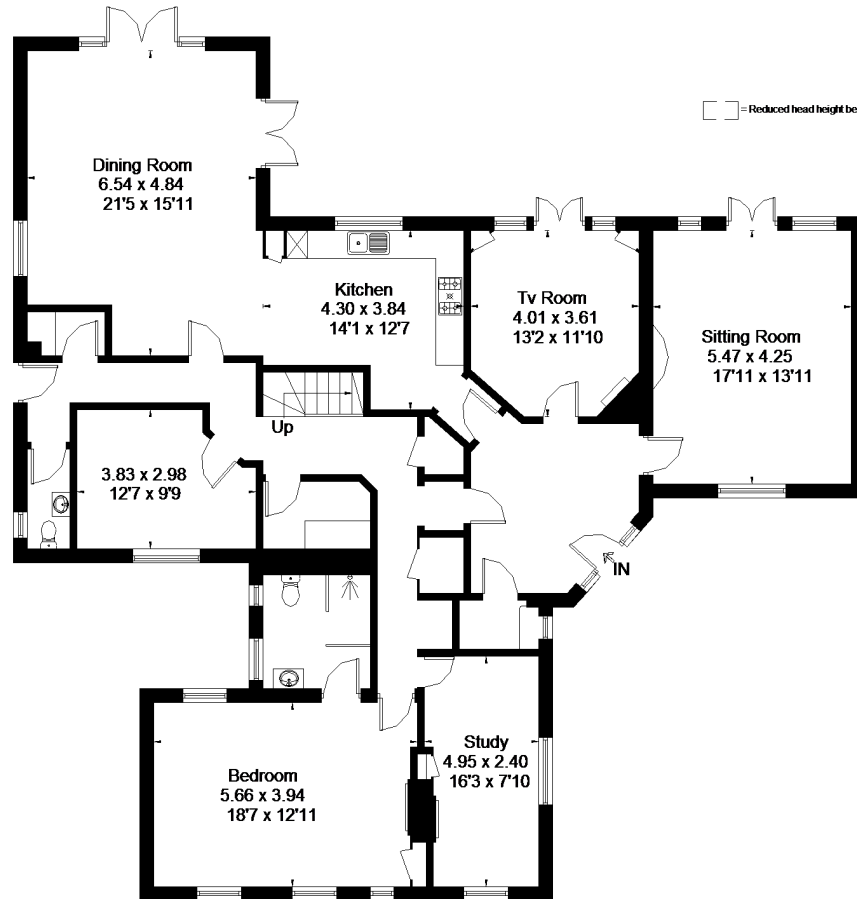 = Reduced head height be
Dining Room
6.54 x 4.84
21'5 x 15'11
Kitchen
4.30 x 3.84
14'1 x 12'7
Tv Room
4.01 x 3.61
13'2 x 11'10
Sitting Room
5.47 x 4.25
17'11 x 13'11
Up
3.83 x 2.98
12'7 x 9'9
IN
Study
4.95 x 2.40
16'3 x 7'10
Bedroom
5.66 x 3.94
18'7 x 12'11